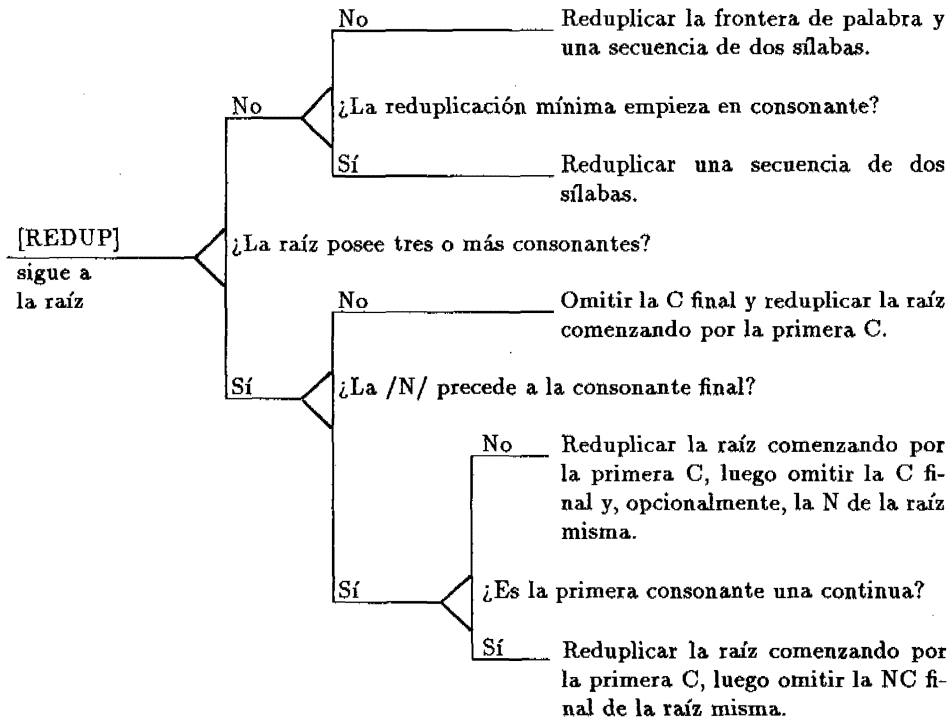 No
Reduplicar la frontera de palabra y
una secuencia de dos sílabas.
No
¿La reduplicación mínima empieza en consonante?
Sí
Reduplicar una secuencia de dos
sílabas.
[REDUP]
sigue a
la raíz
¿La raíz posee tres o más consonantes?
No
Omitir la C final y reduplicar la raíz
comenzando por la primera C.
Sí
¿La /N/ precede a la consonante final?
No
Reduplicar la raíz comenzando por
la primera C, luego omitir la C fi-
nal y, opcionalmente, la N de la raíz
misma.
Sí
¿Es la primera consonante una continua?
Sí
Reduplicar la raíz comenzando por
la primera C, luego omitir la NC fi-
nal de la raíz misma.